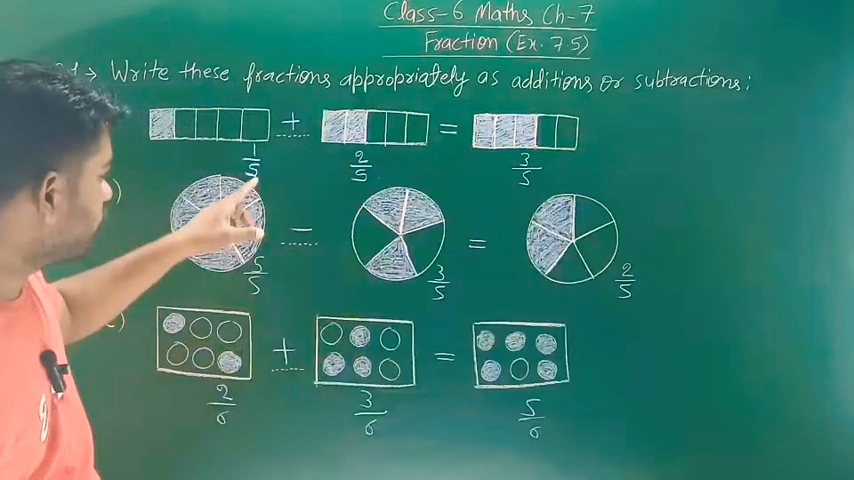 Class-6 Maths Ch-7
Fraction (Ex. 7.5)
1 → Write these fractions appropriately as additions or subtractions:
+ =
1/5 2/5 3/5
) − =
5/5 3/5 2/5
c) + =
2/6 3/6 5/6